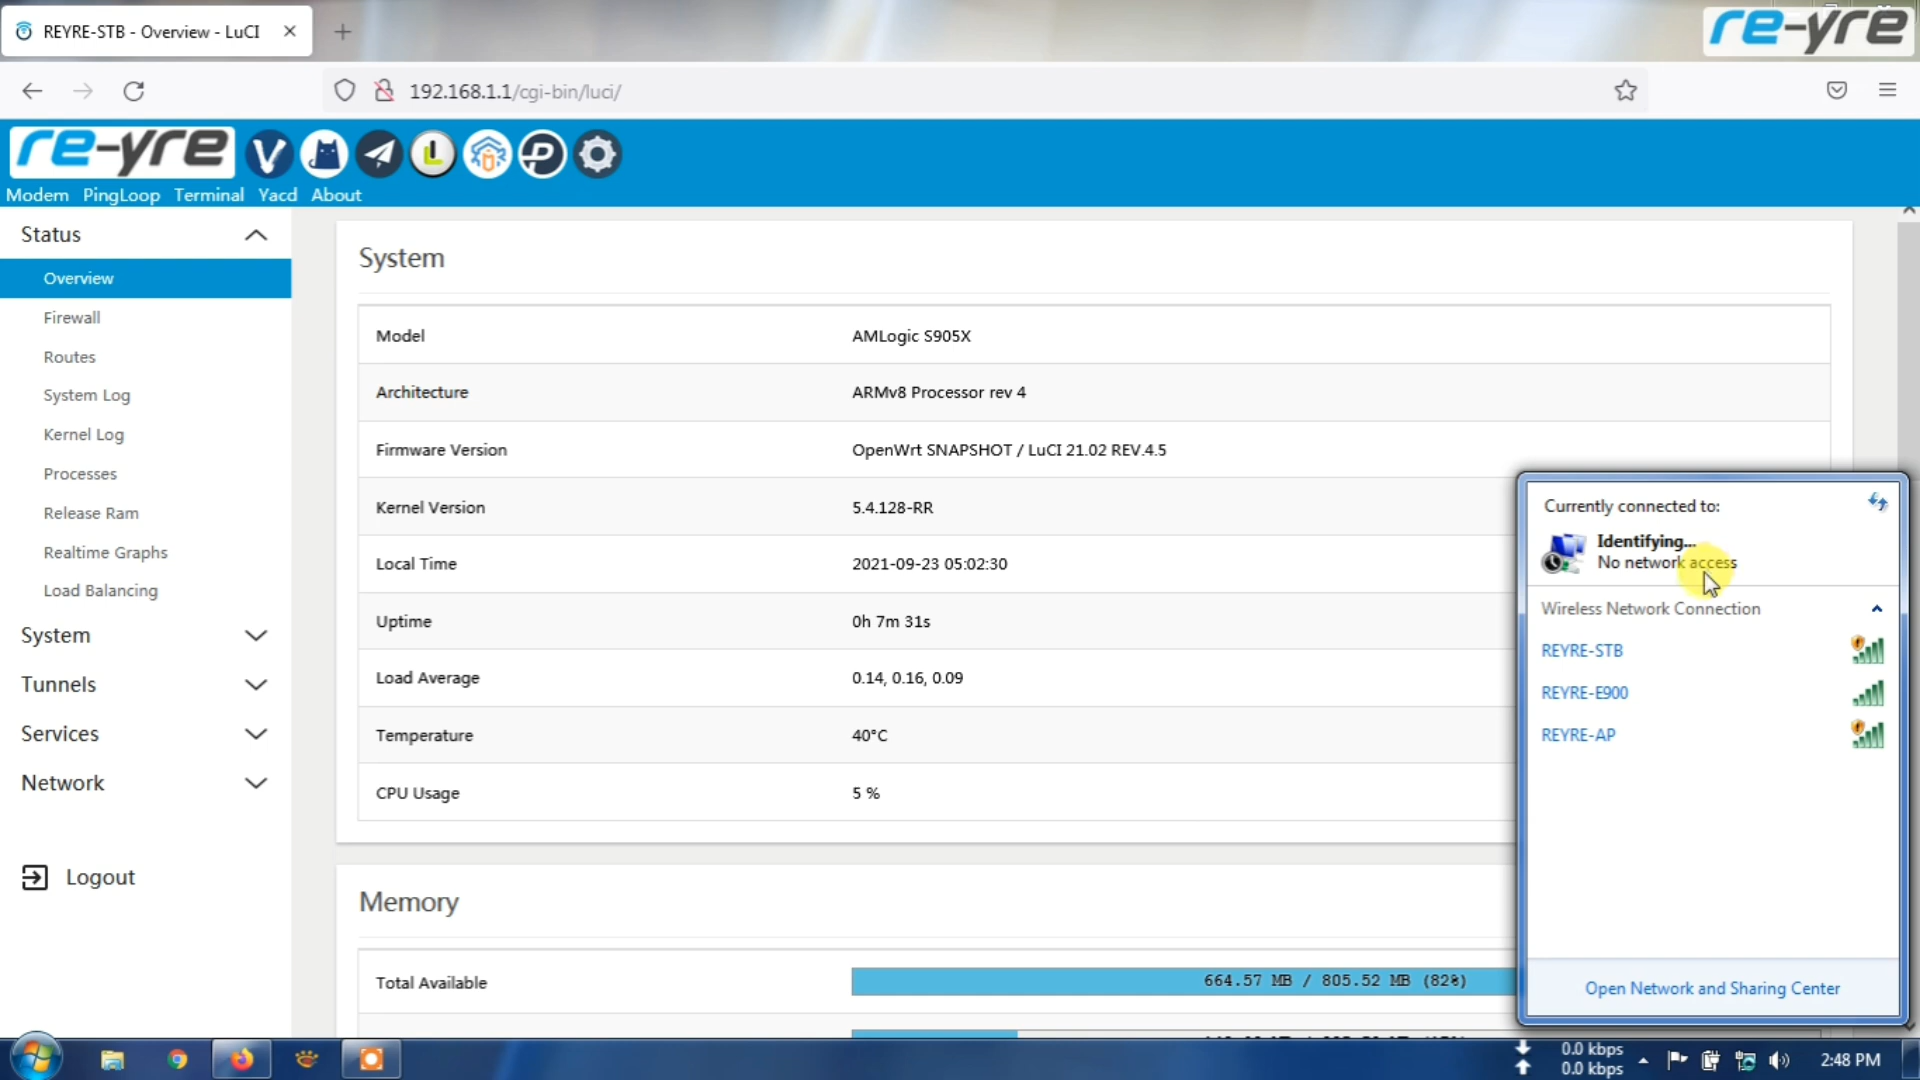 REYRE-STB - Overview - LuCI
re-yre
192.168.1.1/cgi-bin/luci/
re-yre
Modem PingLoop Terminal Yacd About
Status
Overview
Firewall
Routes
System Log
Kernel Log
Processes
Release Ram
Realtime Graphs
Load Balancing
System
Tunnels
Services
Network
Logout
System
Model AMLogic S905X
Architecture ARMv8 Processor rev 4
Firmware Version OpenWrt SNAPSHOT / LuCI 21.02 REV.4.5
Kernel Version 5.4.128-RR
Local Time 2021-09-23 05:02:30
Uptime 0h 7m 31s
Load Average 0.14, 0.16, 0.09
Temperature 40°C
CPU Usage 5 %
Memory
Total Available 664.57 MB / 805.52 MB (82%)
Currently connected to:
Identifying...
No network access
Wireless Network Connection
REYRE-STB
REYRE-E900
REYRE-AP
Open Network and Sharing Center
0.0 kbps
0.0 kbps
2:48 PM